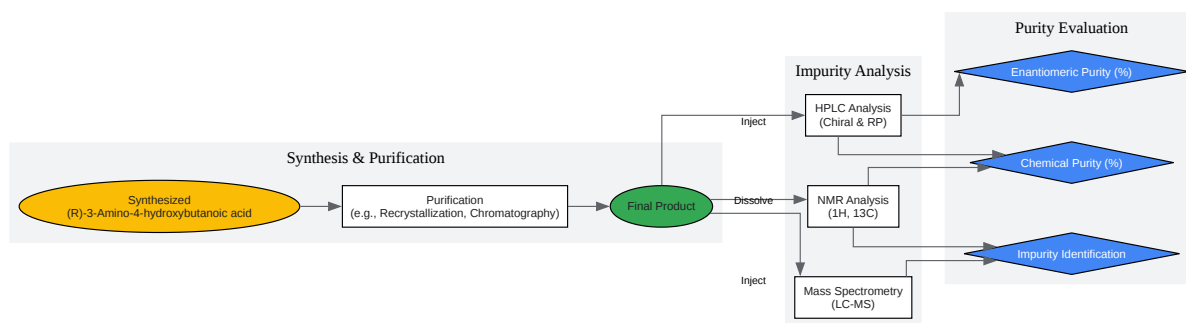 Purity Evaluation
Enantiomeric Purity (%)
Impurity Analysis
HPLC Analysis
(Chiral & RP)
Inject
Synthesis & Purification
Chemical Purity (%)
Synthesized
(R)-3-Amino-4-hydroxybutanoic acid
Purification
(e.g., Recrystallization, Chromatography)
Final Product
Dissolve
NMR Analysis
(1H, 13C)
Impurity Identification
Inject
Mass Spectrometry
(LC-MS)